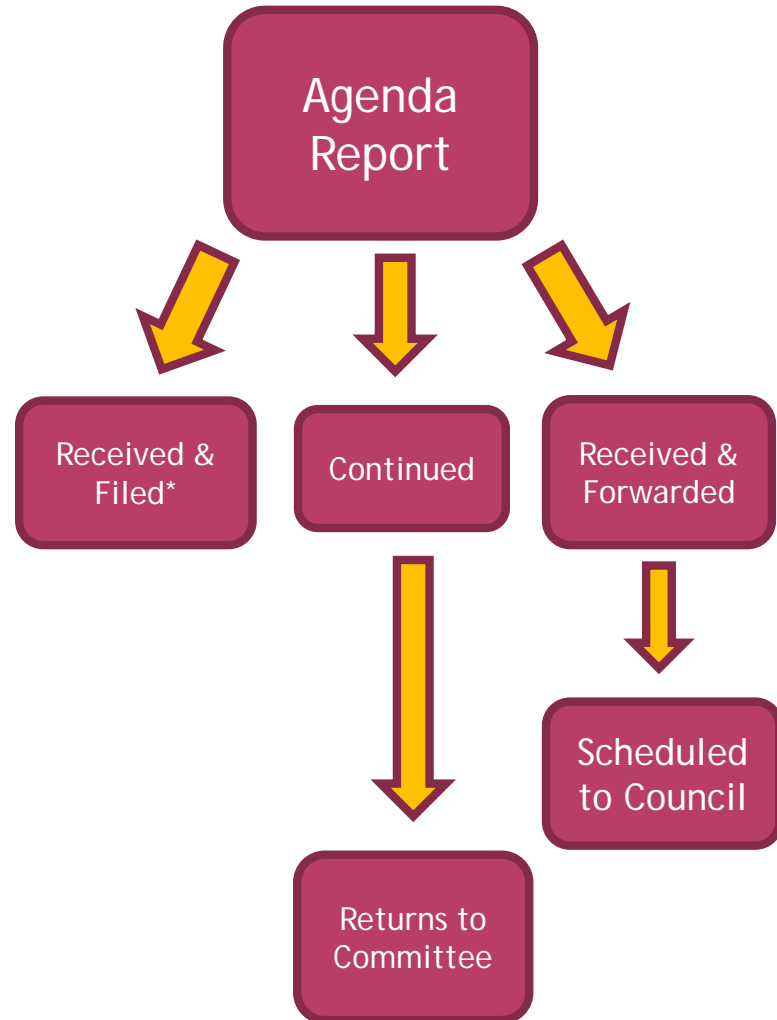 Agenda
Report
Received &
Filed*
Continued
Received &
Forwarded
Scheduled
to Council
Returns to
Committee